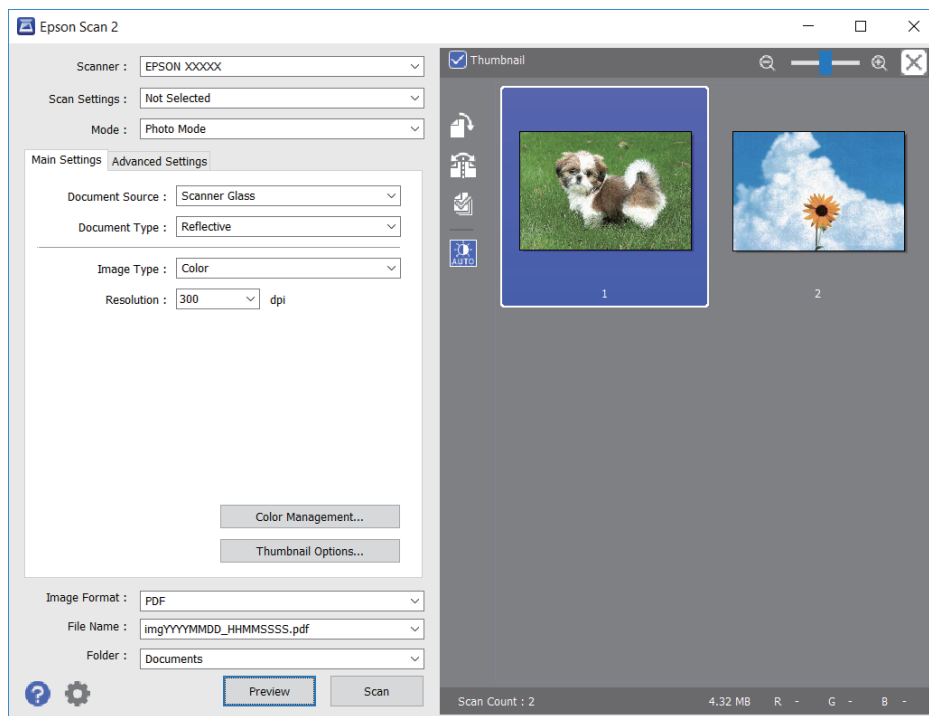 Epson Scan 2
Scanner : EPSON XXXXX
Scan Settings : Not Selected
Mode : Photo Mode
Main Settings Advanced Settings
Document Source : Scanner Glass
Document Type : Reflective
Image Type : Color
Resolution : 300 dpi
Color Management...
Thumbnail Options...
Image Format : PDF
File Name : imgYYYYMMDD_HHMMSSSS.pdf
Folder : Documents
? Preview Scan
Thumbnail
AUTO
1 2
Scan Count : 2 4.32 MB R - G - B -